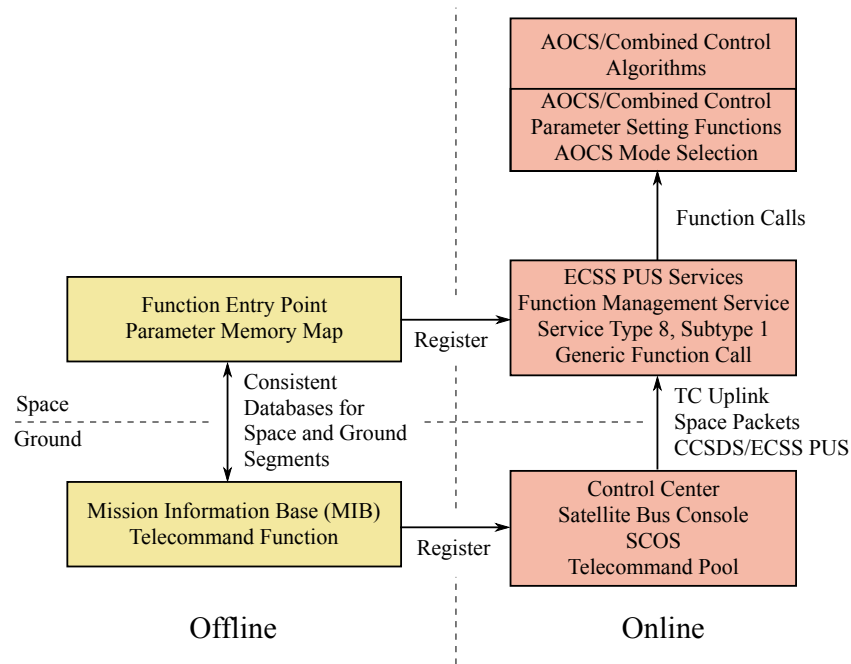 AOCS/Combined Control
Algorithms
AOCS/Combined Control
Parameter Setting Functions
AOCS Mode Selection
Function Calls
Function Entry Point
Parameter Memory Map
Register
ECSS PUS Services
Function Management Service
Service Type 8, Subtype 1
Generic Function Call
Consistent
Databases for
Space and Ground
Segments
Space
Ground
TC Uplink
Space Packets
CCSDS/ECSS PUS
Mission Information Base (MIB)
Telecommand Function
Register
Control Center
Satellite Bus Console
SCOS
Telecommand Pool
Offline
Online